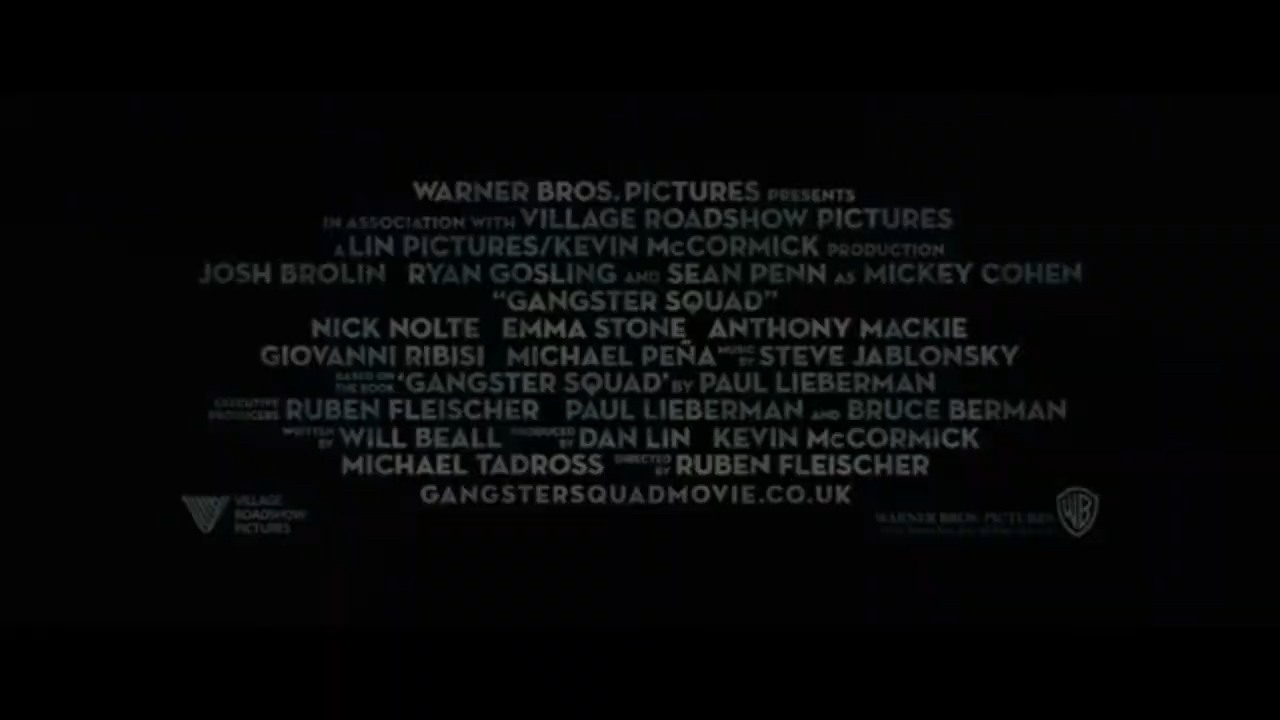 WARNER BROS. PICTURES PRESENTS
IN ASSOCIATION WITH VILLAGE ROADSHOW PICTURES
A LIN PICTURES/KEVIN McCORMICK PRODUCTION
JOSH BROLIN RYAN GOSLING AND SEAN PENN AS MICKEY COHEN
"GANGSTER SQUAD"
NICK NOLTE EMMA STONE ANTHONY MACKIE
GIOVANNI RIBISI MICHAEL PEÑA MUSIC BY STEVE JABLONSKY
BASED ON THE BOOK 'GANGSTER SQUAD' BY PAUL LIEBERMAN
EXECUTIVE PRODUCERS RUBEN FLEISCHER PAUL LIEBERMAN AND BRUCE BERMAN
WRITTEN BY WILL BEALL PRODUCED BY DAN LIN KEVIN McCORMICK
MICHAEL TADROSS DIRECTED BY RUBEN FLEISCHER
GANGSTERSQUADMOVIE.CO.UK
VILLAGE
ROADSHOW
PICTURES
WARNER BROS. PICTURES
WB